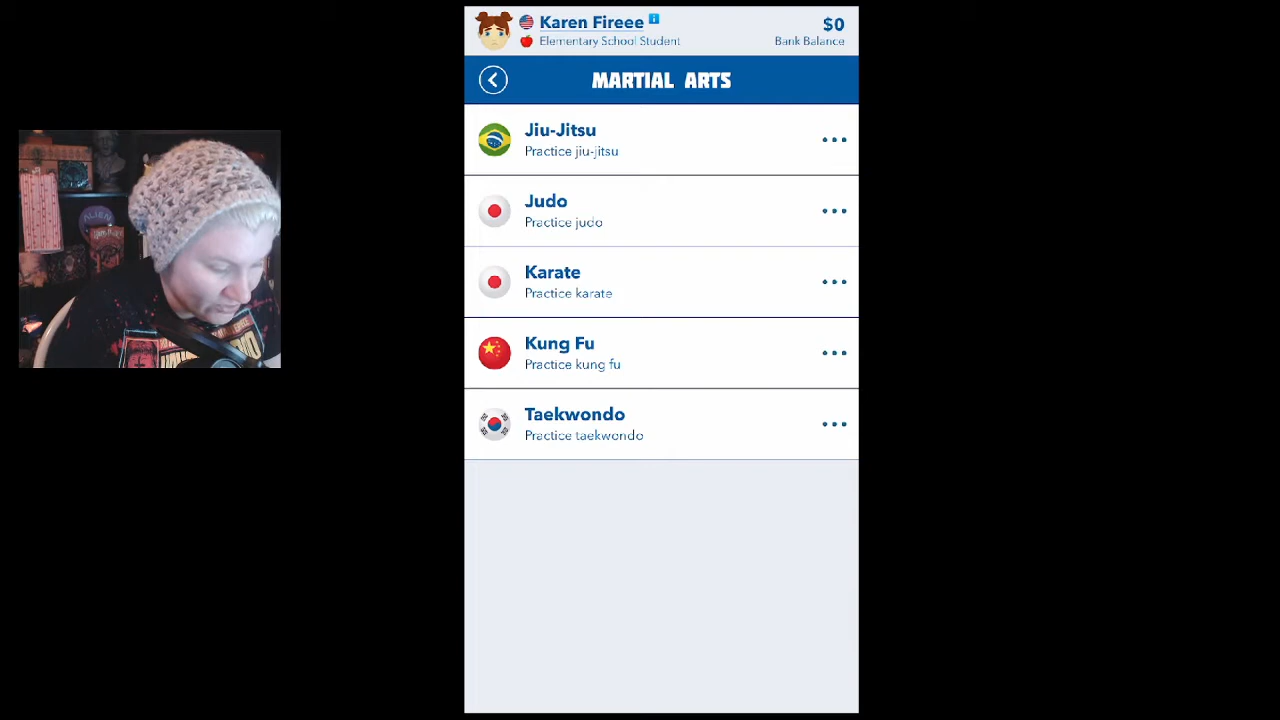 Karen Fireee
Elementary School Student
$0
Bank Balance
MARTIAL ARTS
Jiu-Jitsu
Practice jiu-jitsu
Judo
Practice judo
Karate
Practice karate
Kung Fu
Practice kung fu
Taekwondo
Practice taekwondo
ALIEN